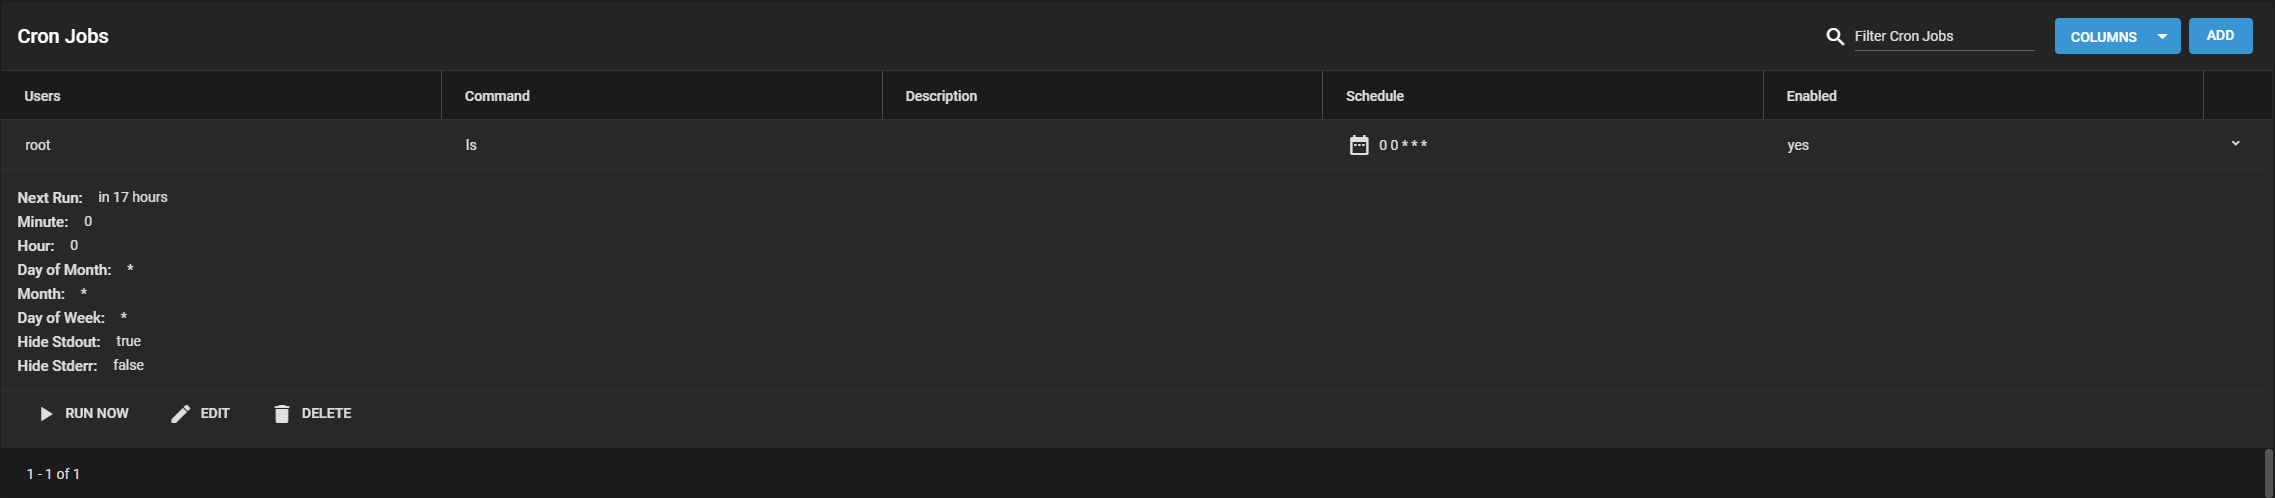 Cron Jobs
Filter Cron Jobs
COLUMNS
ADD
Users Command Description Schedule Enabled
root ls 0 0 * * * yes
Next Run: in 17 hours
Minute: 0
Hour: 0
Day of Month: *
Month: *
Day of Week: *
Hide Stdout: true
Hide Stderr: false
RUN NOW EDIT DELETE
1 - 1 of 1